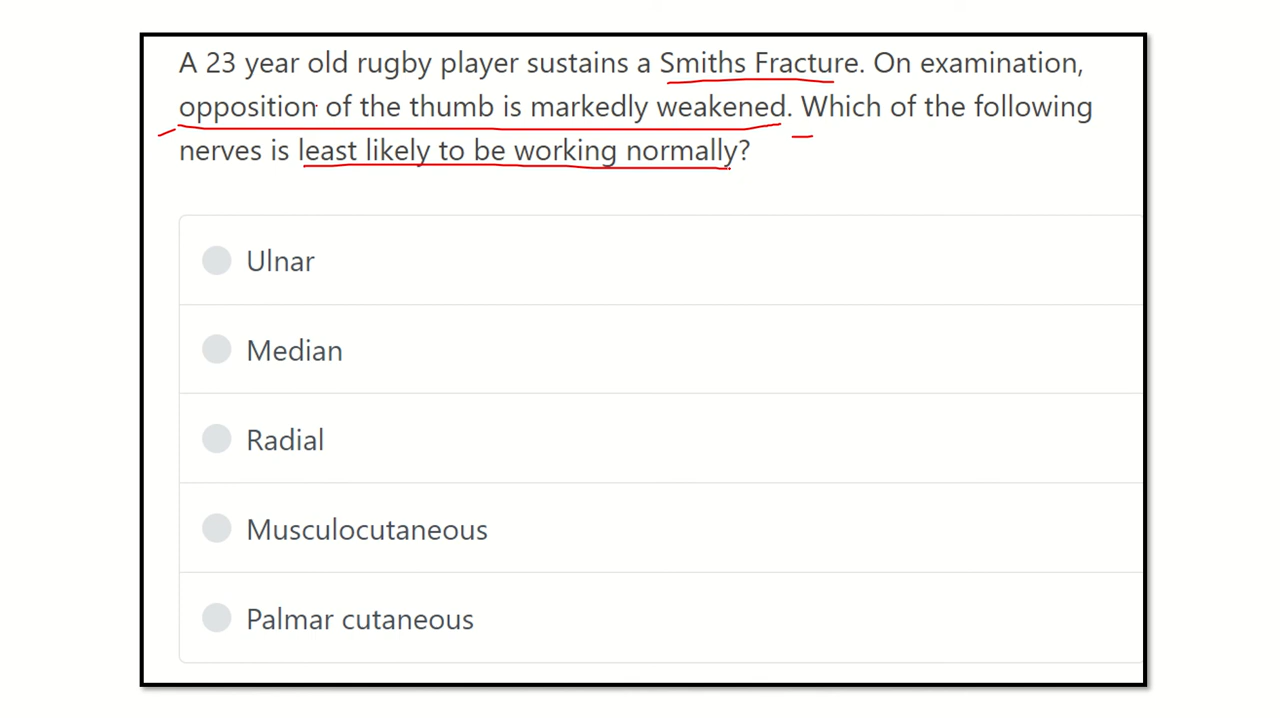 A 23 year old rugby player sustains a Smiths Fracture. On examination,
opposition of the thumb is markedly weakened. Which of the following
nerves is least likely to be working normally?
Ulnar
Median
Radial
Musculocutaneous
Palmar cutaneous